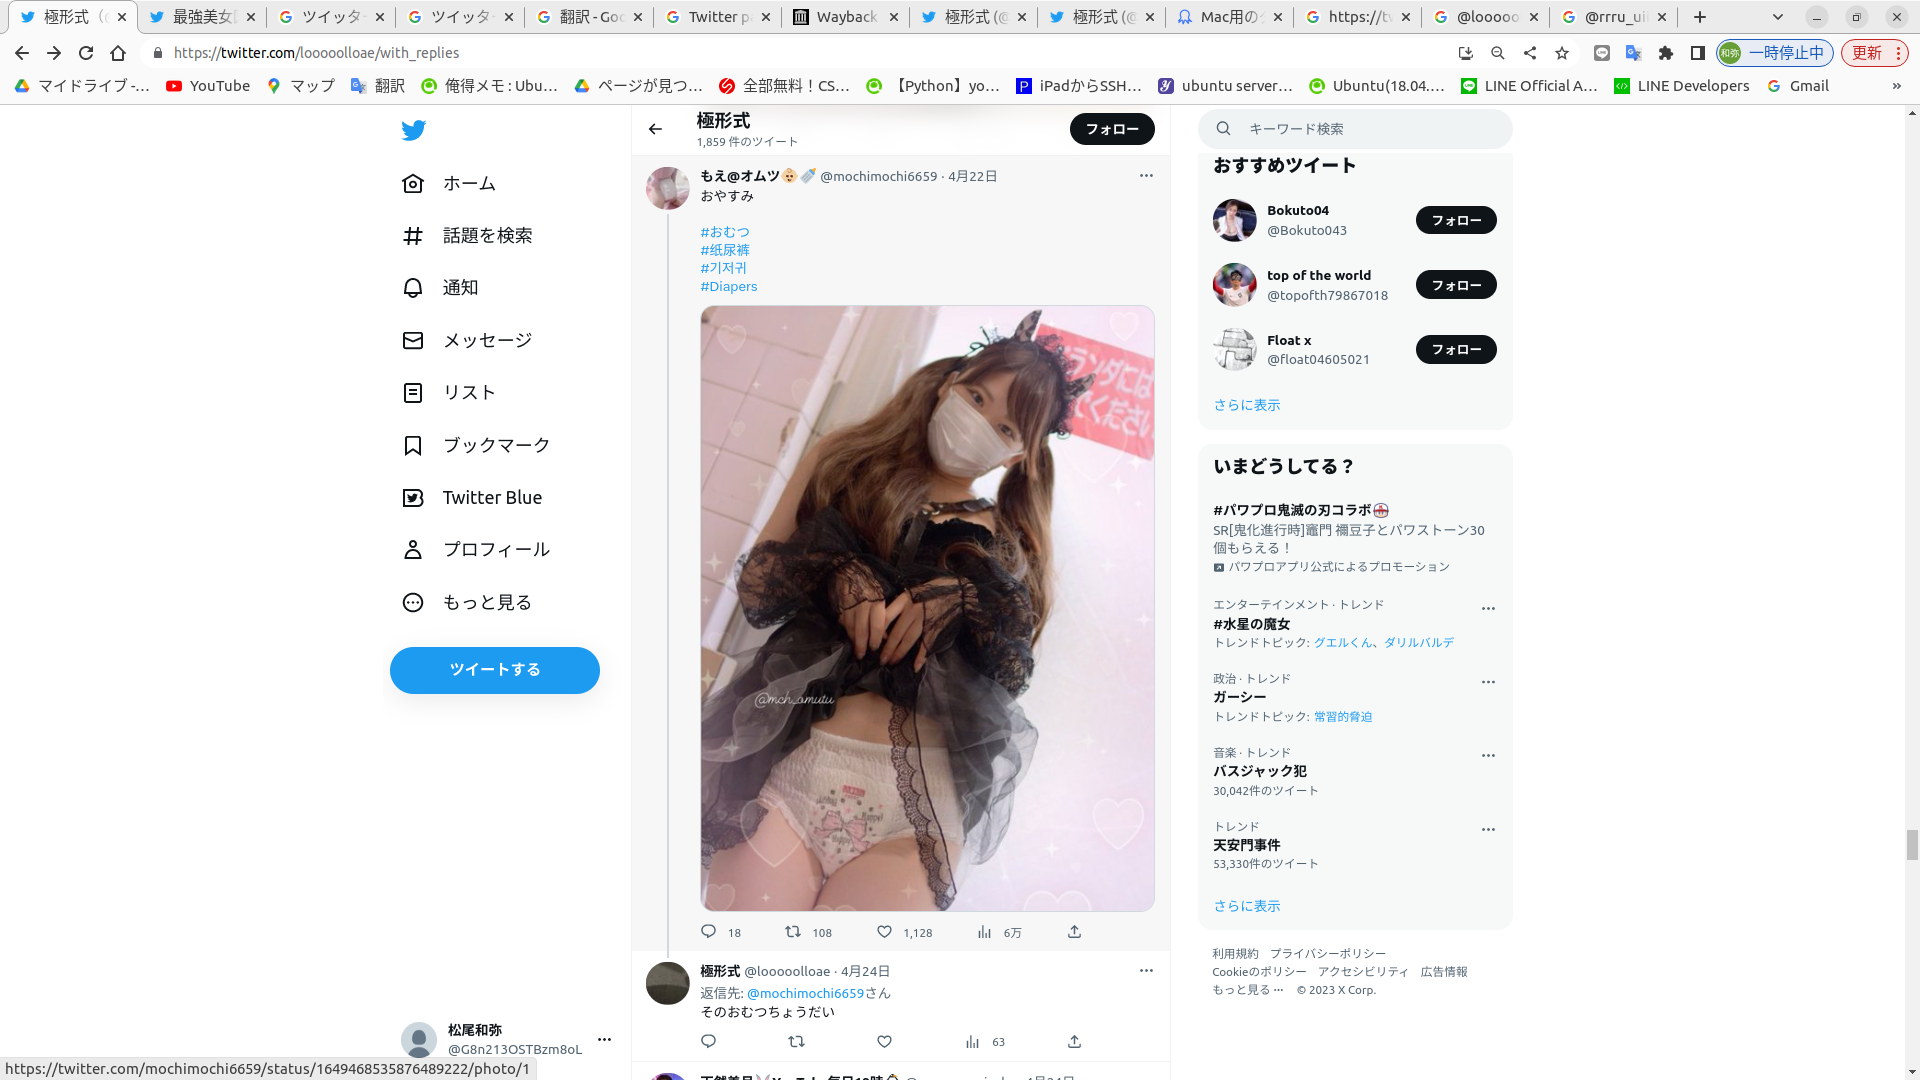 極形式 (@
最強美女団
ツイッター
ツイッター
翻訳 - Goo
Twitter pa
Wayback
極形式 (@
極形式 (@
Mac用のク
https://tw
@looooo
@rrru_uii
https://twitter.com/looooolloae/with_replies
和弥
一時停止中
更新
マイドライブ -...
YouTube
マップ
翻訳
俺得メモ : Ubu...
ページが見つ...
全部無料！CS...
【Python】yo...
iPadからSSH...
ubuntu server...
Ubuntu(18.04....
LINE Official A...
LINE Developers
Gmail
»
ホーム
話題を検索
通知
メッセージ
リスト
ブックマーク
Twitter Blue
プロフィール
もっと見る
ツイートする
松尾和弥
@G8n213OSTBzm8oL
https://twitter.com/mochimochi6659/status/1649468535876489222/photo/1
極形式
1,859 件のツイート
フォロー
もえ@オムツ👶🍼 @mochimochi6659 · 4月22日
おやすみ
#おむつ
#纸尿裤
#기저귀
#Diapers
ランダには
てください
@mch_omutu
18
108
1,128
6万
極形式 @looooolloae · 4月24日
返信先: @mochimochi6659さん
そのおむつちょうだい
63
キーワード検索
おすすめツイート
Bokuto04
@Bokuto043
フォロー
top of the world
@topofth79867018
フォロー
Float x
@float04605021
フォロー
さらに表示
いまどうしてる？
#パワプロ鬼滅の刃コラボ
SR[鬼化進行時]竈門 禰豆子とパワストーン30
個もらえる！
パワプロアプリ公式によるプロモーション
エンターテインメント · トレンド
#水星の魔女
トレンドトピック: グエルくん、ダリルバルデ
政治 · トレンド
ガーシー
トレンドトピック: 常習的脅迫
音楽 · トレンド
バスジャック犯
30,042件のツイート
トレンド
天安門事件
53,330件のツイート
さらに表示
利用規約 プライバシーポリシー
Cookieのポリシー アクセシビリティ 広告情報
もっと見る ··· © 2023 X Corp.